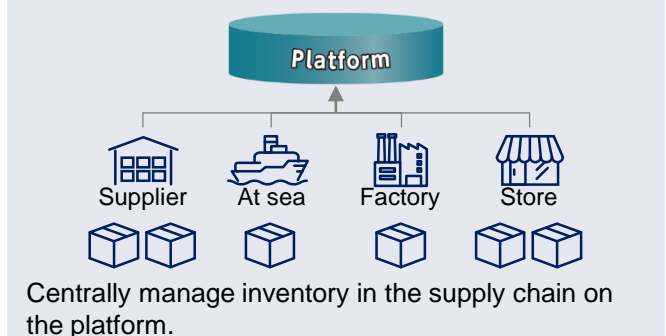 Platform
Supplier
At sea
Factory
Store
Centrally manage inventory in the supply chain on
the platform.